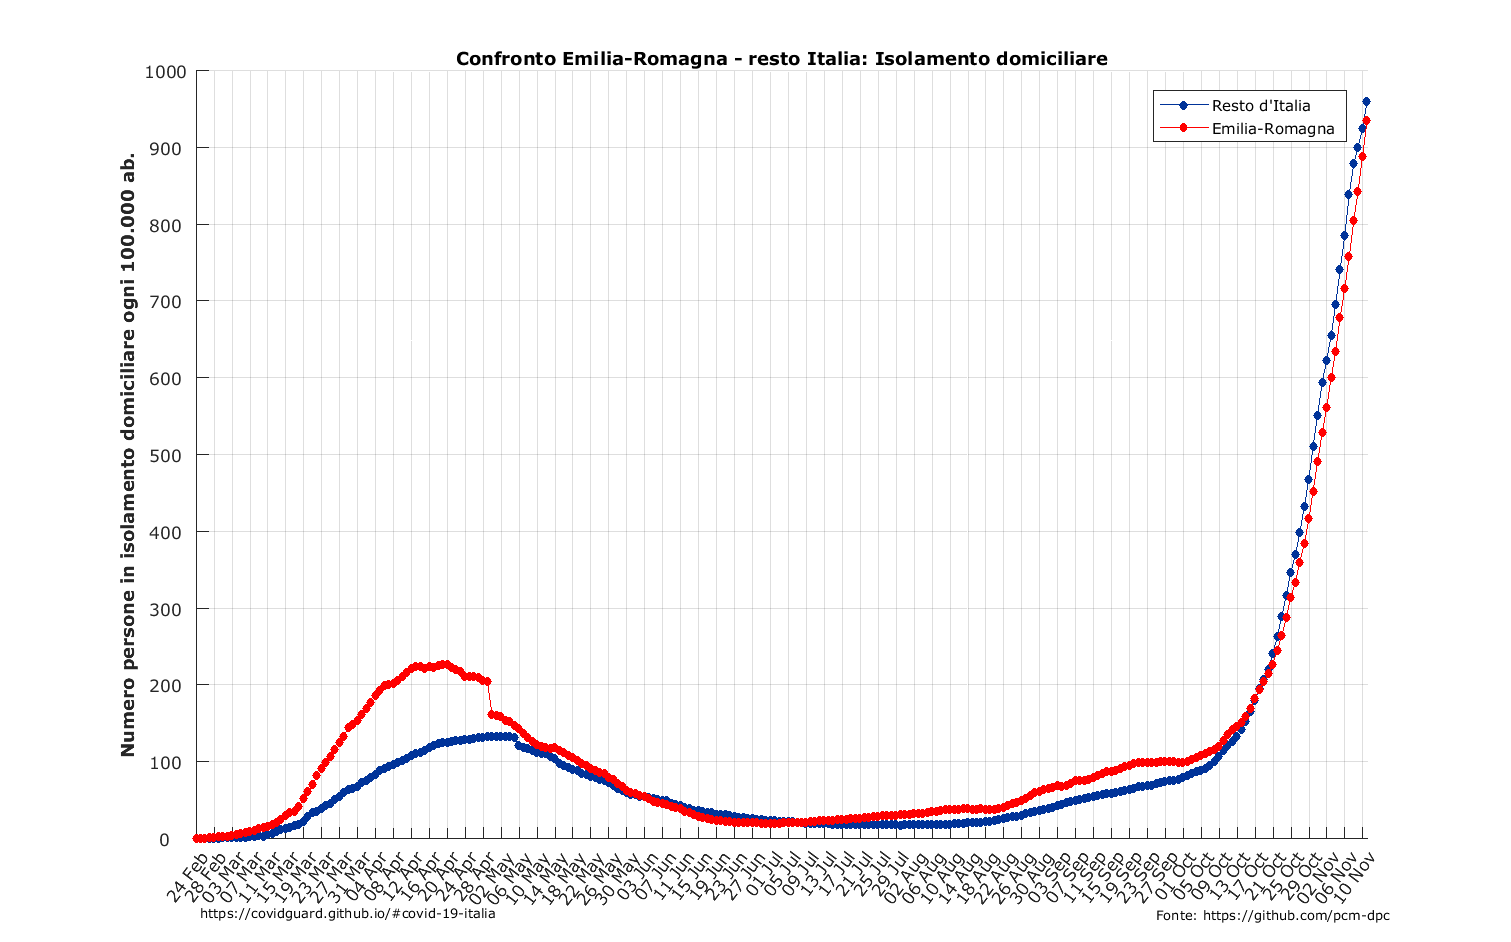 Confronto Emilia-Romagna - resto Italia: Isolamento domiciliare
Resto d'Italia
Emilia-Romagna
Numero persone in isolamento domiciliare ogni 100.000 ab.
1000
900
800
700
600
500
400
300
200
100
0
24 Feb
28 Feb
03 Mar
07 Mar
11 Mar
15 Mar
19 Mar
23 Mar
27 Mar
31 Mar
04 Apr
08 Apr
12 Apr
16 Apr
20 Apr
24 Apr
28 Apr
02 May
06 May
10 May
14 May
18 May
22 May
26 May
30 May
03 Jun
07 Jun
11 Jun
15 Jun
19 Jun
23 Jun
27 Jun
01 Jul
05 Jul
09 Jul
13 Jul
17 Jul
21 Jul
25 Jul
29 Jul
02 Aug
06 Aug
10 Aug
14 Aug
18 Aug
22 Aug
26 Aug
30 Aug
03 Sep
07 Sep
11 Sep
15 Sep
19 Sep
23 Sep
27 Sep
01 Oct
05 Oct
09 Oct
13 Oct
17 Oct
21 Oct
25 Oct
29 Oct
02 Nov
06 Nov
10 Nov
https://covidguard.github.io/#covid-19-italia
Fonte: https://github.com/pcm-dpc